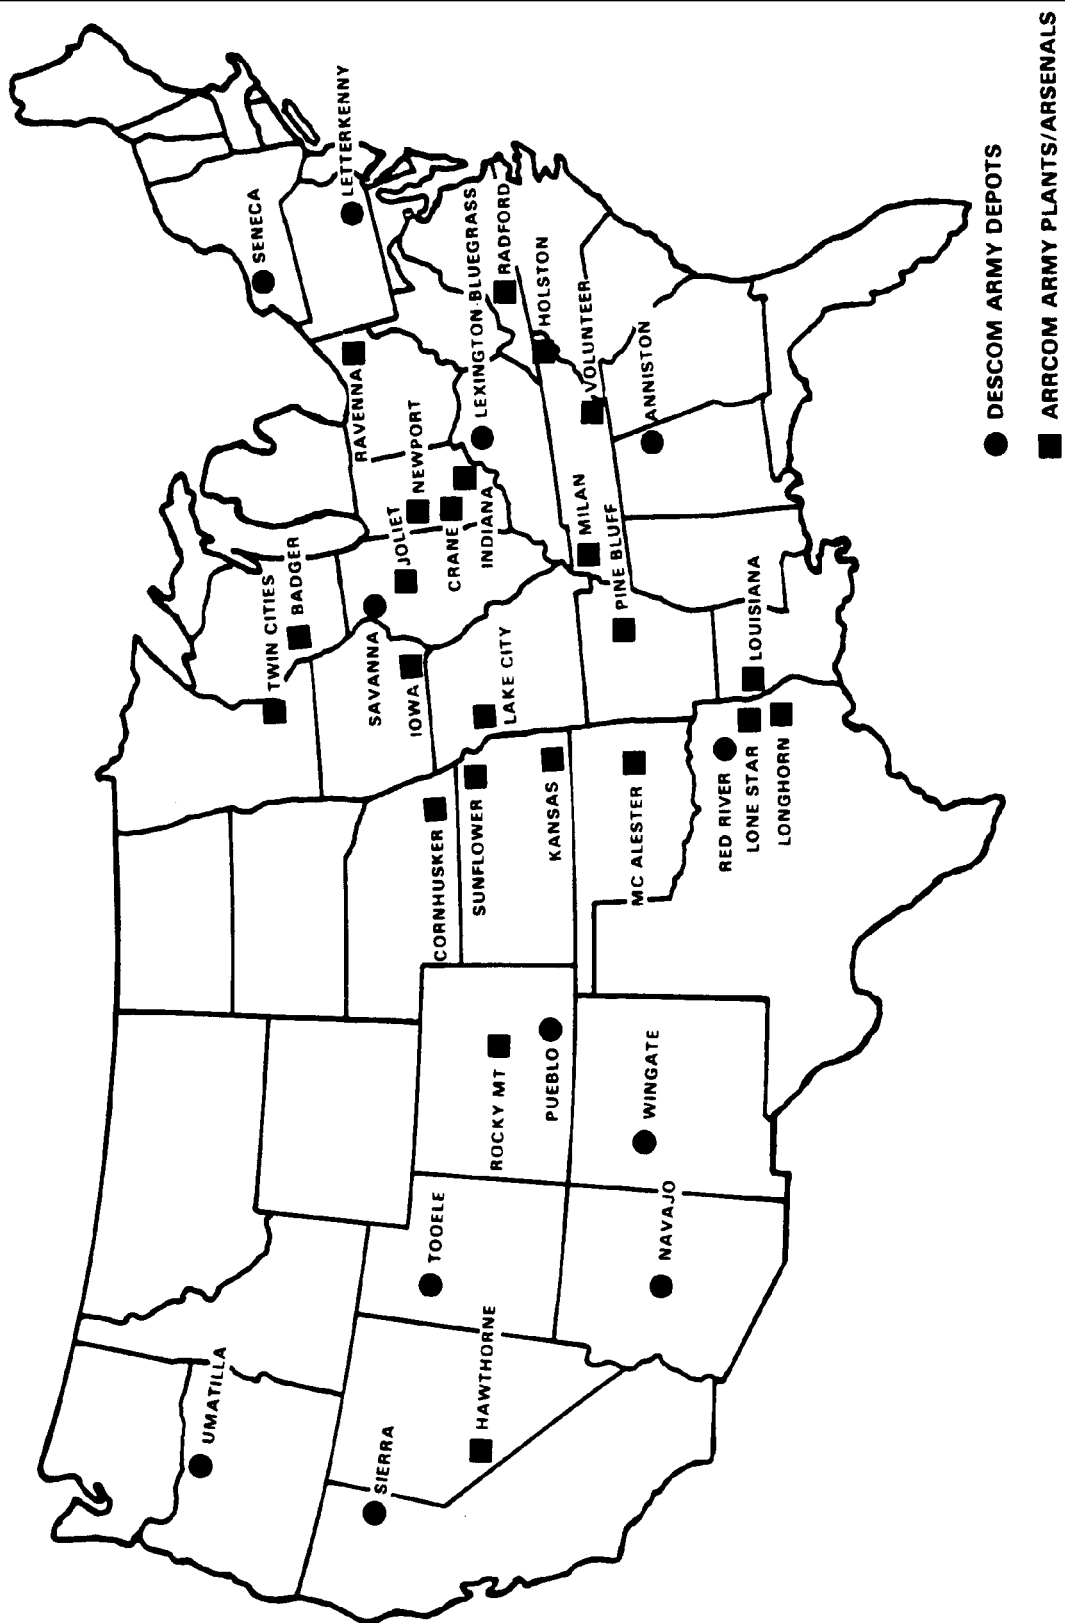 UMATILLA
SIERRA
HAWTHORNE
TOOELE
NAVAJO
WINGATE
ROCKY MT
PUEBLO
CORNHUSKER
SUNFLOWER
KANSAS
MC ALESTER
RED RIVER
LONE STAR
LONGHORN
LOUISIANA
TWIN CITIES
BADGER
SAVANNA
IOWA
LAKE CITY
JOLIET
NEWPORT
CRANE
INDIANA
PINE BLUFF
MILAN
RAVENNA
LEXINGTON-BLUEGRASS
RADFORD
HOLSTON
VOLUNTEER
ANNISTON
SENECA
LETTERKENNY
DESCOM ARMY DEPOTS
ARRCOM ARMY PLANTS/ARSENALS